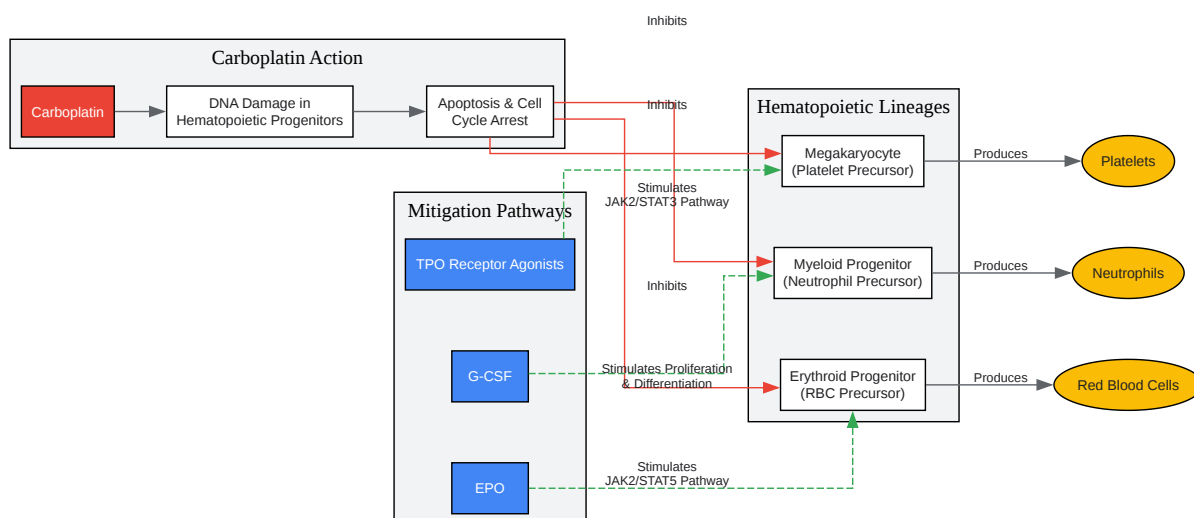 Inhibits
Carboplatin Action
Carboplatin
DNA Damage in
Hematopoietic Progenitors
Apoptosis & Cell
Cycle Arrest
Inhibits
Hematopoietic Lineages
Megakaryocyte
(Platelet Precursor)
Produces
Platelets
Mitigation Pathways
Stimulates
JAK2/STAT3 Pathway
TPO Receptor Agonists
Myeloid Progenitor
(Neutrophil Precursor)
Produces
Neutrophils
Inhibits
G-CSF
Stimulates Proliferation
& Differentiation
Erythroid Progenitor
(RBC Precursor)
Produces
Red Blood Cells
EPO
Stimulates
JAK2/STAT5 Pathway